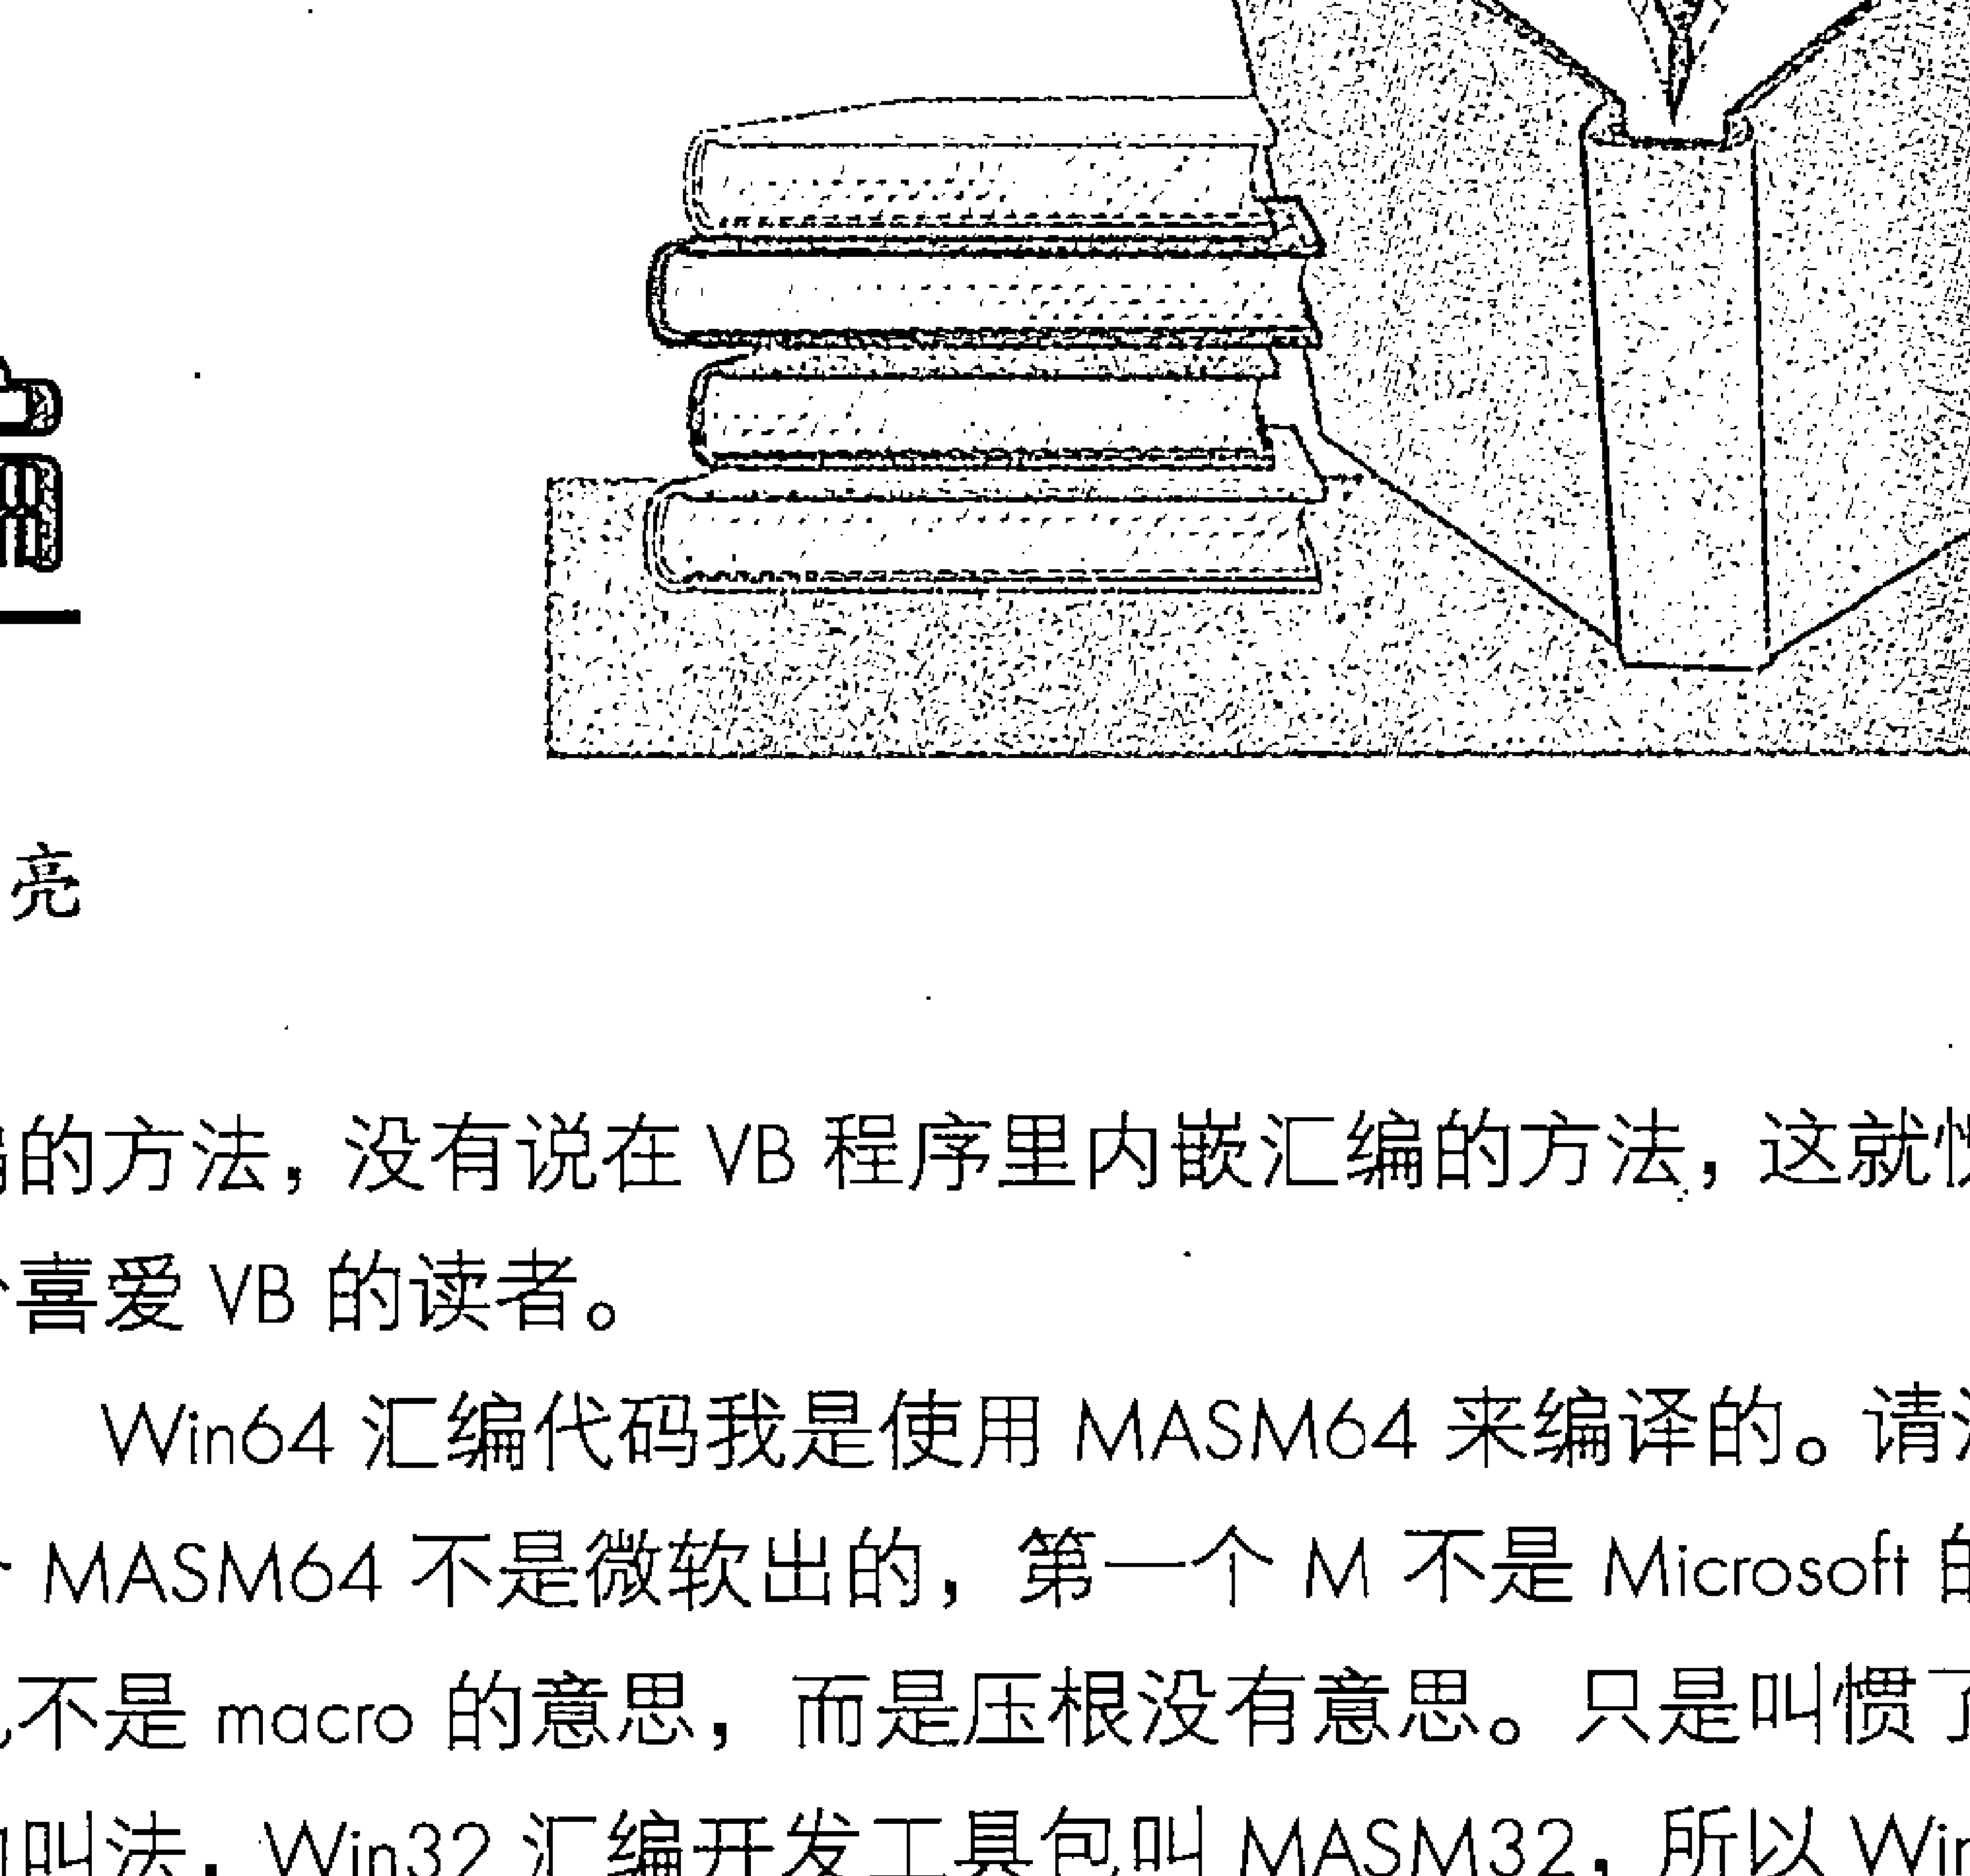 亮
的方法，没有说在 VB 程序里内嵌汇编的方法，这就
喜爱 VB 的读者。
Win64 汇编代码我是使用 MASM64 来编译的。请
MASM64 不是微软出的，第一个 M 不是 Microsoft 的
不是 macro 的意思，而是压根没有意思。只是叫惯了
叫法，Win32 汇编开发工具包叫 MASM32，所以 Win